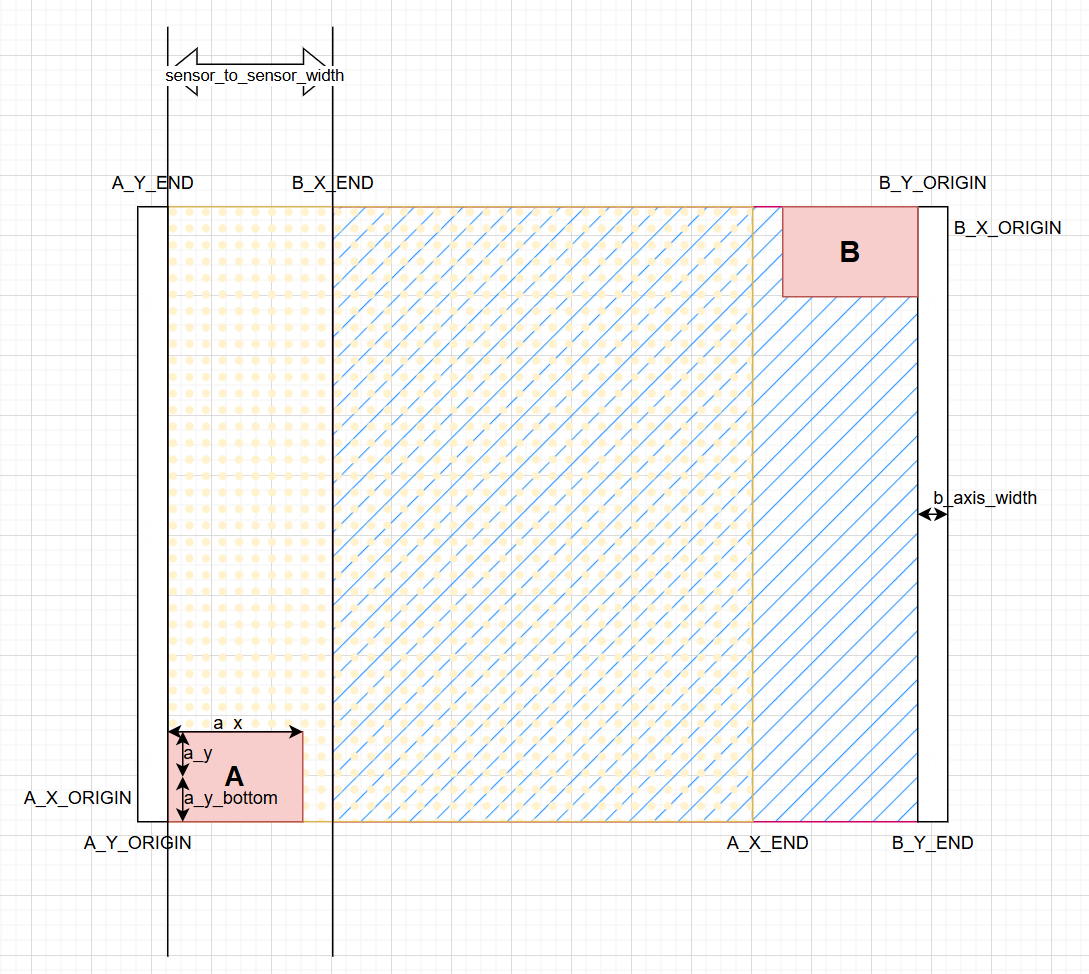 sensor_to_sensor_width
A_Y_END
B_X_END
B_Y_ORIGIN
B_X_ORIGIN
B
b_axis_width
a_x
a_y
A
a_y_bottom
A_X_ORIGIN
A_Y_ORIGIN
A_X_END
B_Y_END